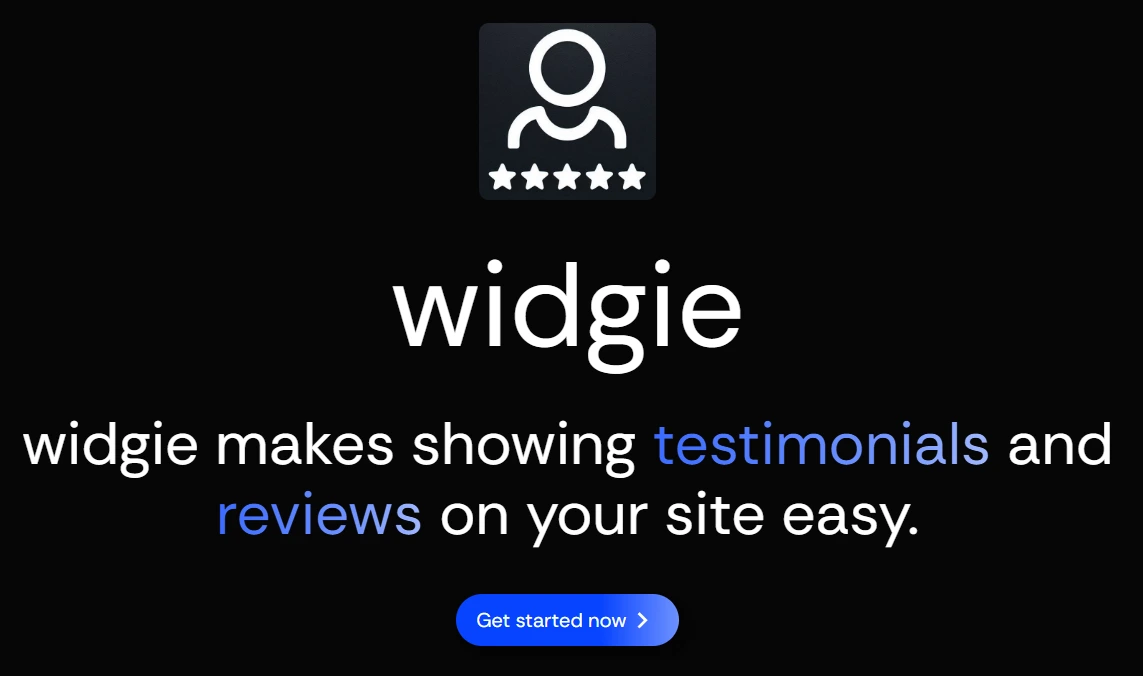 widgie
widgie makes showing testimonials and
reviews on your site easy.
Get started now